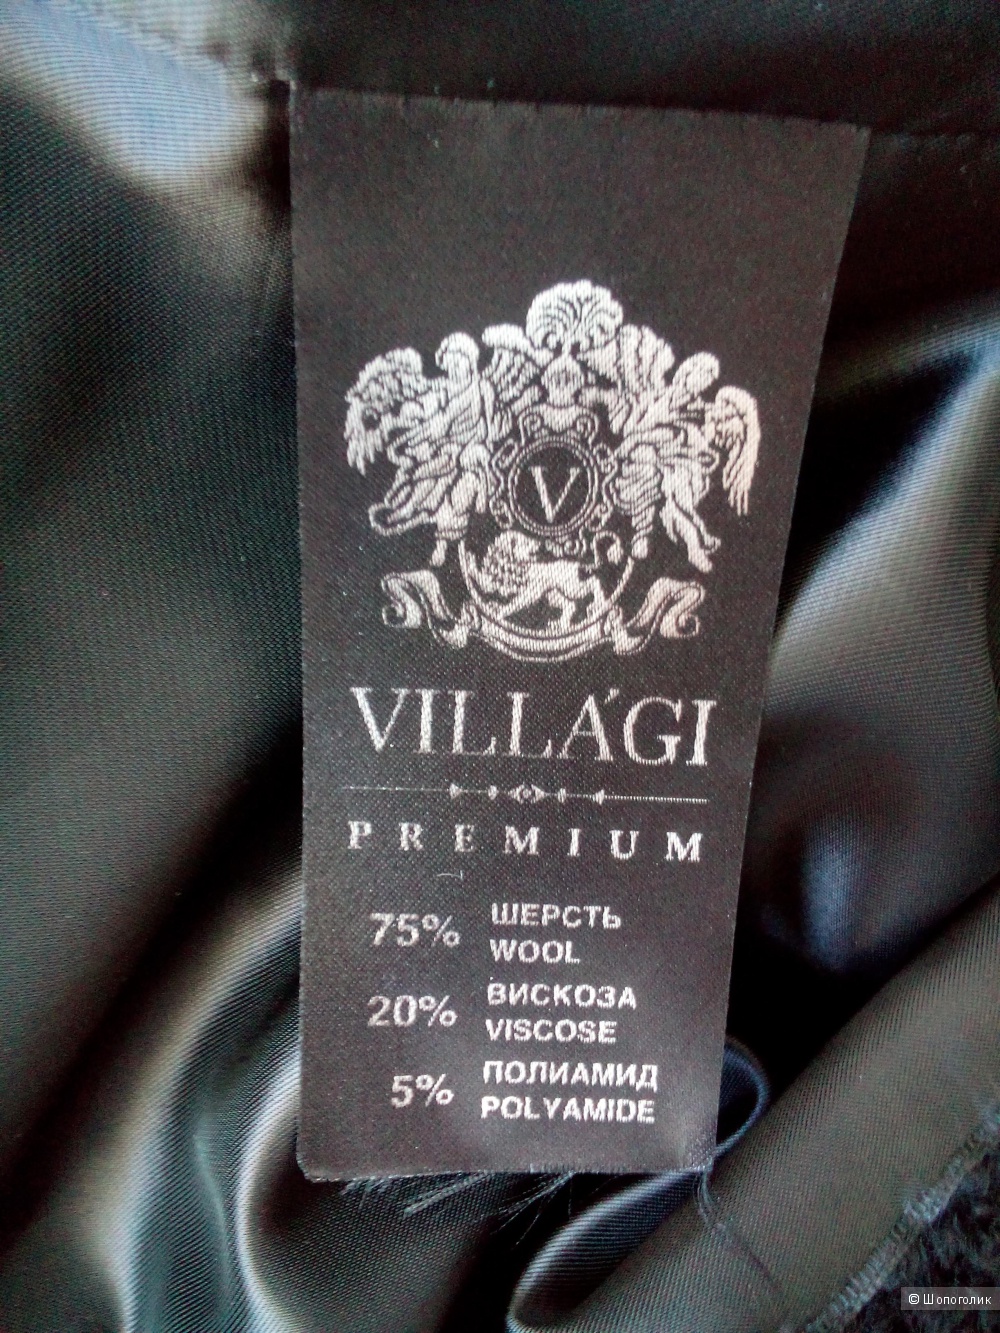 V
VILLÁGI
PREMIUM
75% ШЕРСТЬ
WOOL
20% ВИСКОЗА
VISCOSE
5% ПОЛИАМИД
POLYAMIDE
© Шопоголик